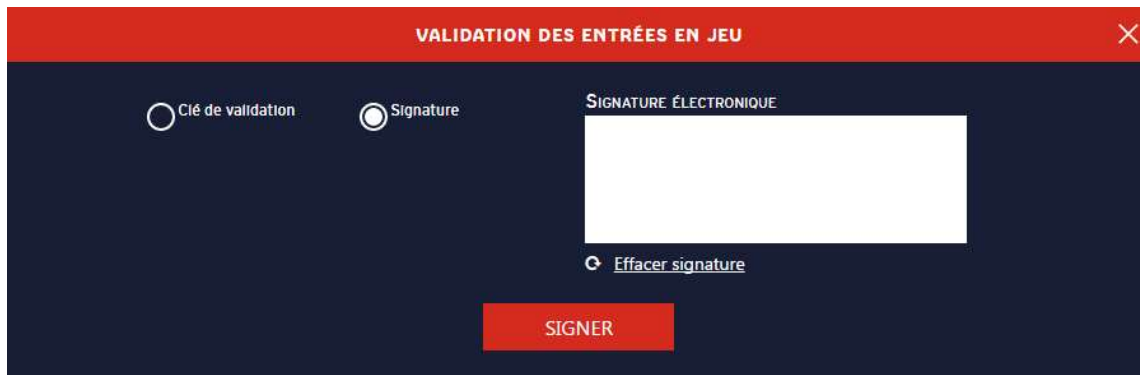 VALIDATION DES ENTRÉES EN JEU
Clé de validation
Signature
SIGNATURE ÉLECTRONIQUE
Effacer signature
SIGNER